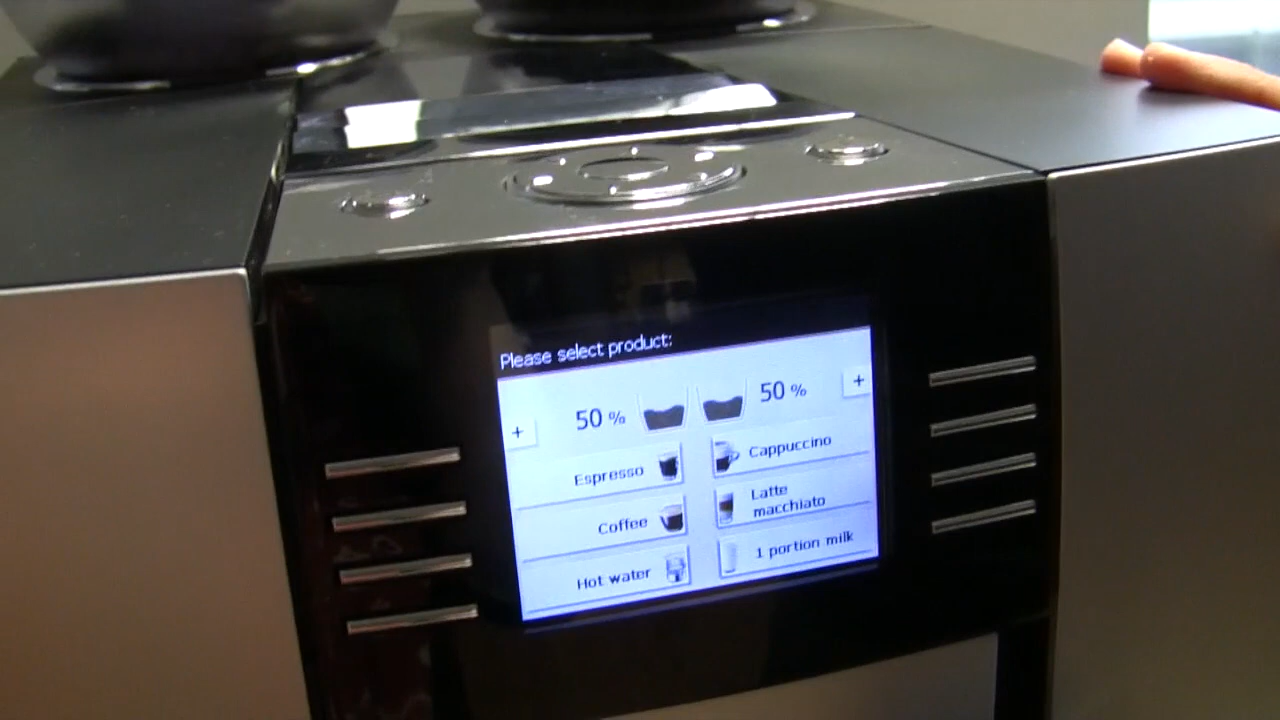 Please select product:
50 %
50 %
+
+
Espresso
Cappuccino
Coffee
Latte
macchiato
Hot water
1 portion milk